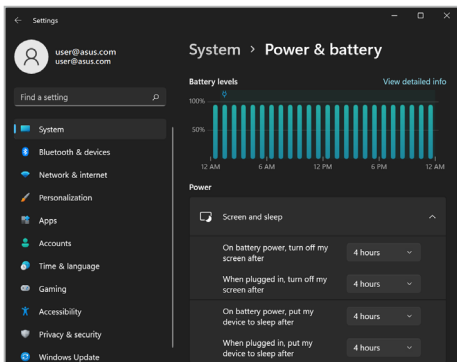 Settings
user@asus.com
user@asus.com
Find a setting
System
Bluetooth & devices
Network & internet
Personalization
Apps
Accounts
Time & language
Gaming
Accessibility
Privacy & security
Windows Update
System > Power & battery
Battery levels View detailed info
100%
50%
12 AM 6 AM 12 PM 6 PM 12 AM
Power
Screen and sleep
On battery power, turn off my
screen after
4 hours
When plugged in, turn off my
screen after
4 hours
On battery power, put my
device to sleep after
4 hours
When plugged in, put my
device to sleep after
4 hours